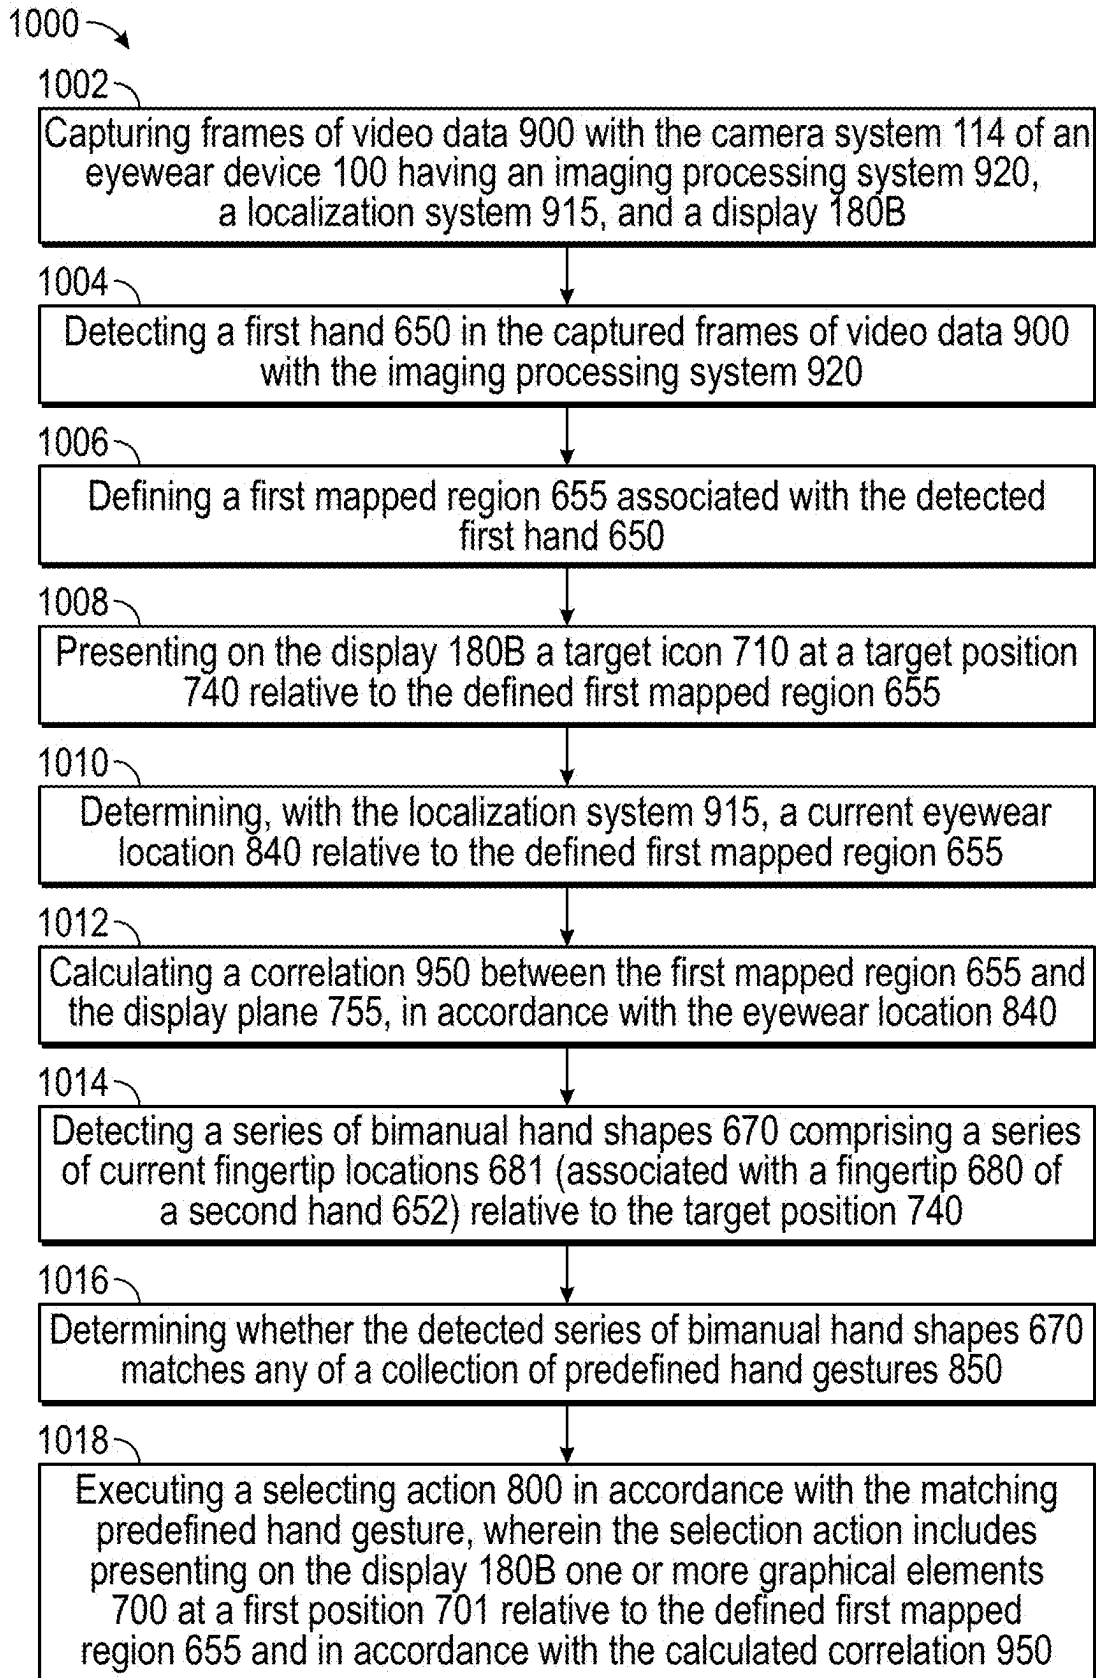 1000
1002
Capturing frames of video data 900 with the camera system 114 of an
eyewear device 100 having an imaging processing system 920,
a localization system 915, and a display 180B
1004
Detecting a first hand 650 in the captured frames of video data 900
with the imaging processing system 920
1006
Defining a first mapped region 655 associated with the detected
first hand 650
1008
Presenting on the display 180B a target icon 710 at a target position
740 relative to the defined first mapped region 655
1010
Determining, with the localization system 915, a current eyewear
location 840 relative to the defined first mapped region 655
1012
Calculating a correlation 950 between the first mapped region 655 and
the display plane 755, in accordance with the eyewear location 840
1014
Detecting a series of bimanual hand shapes 670 comprising a series
of current fingertip locations 681 (associated with a fingertip 680 of
a second hand 652) relative to the target position 740
1016
Determining whether the detected series of bimanual hand shapes 670
matches any of a collection of predefined hand gestures 850
1018
Executing a selecting action 800 in accordance with the matching
predefined hand gesture, wherein the selection action includes
presenting on the display 180B one or more graphical elements
700 at a first position 701 relative to the defined first mapped
region 655 and in accordance with the calculated correlation 950